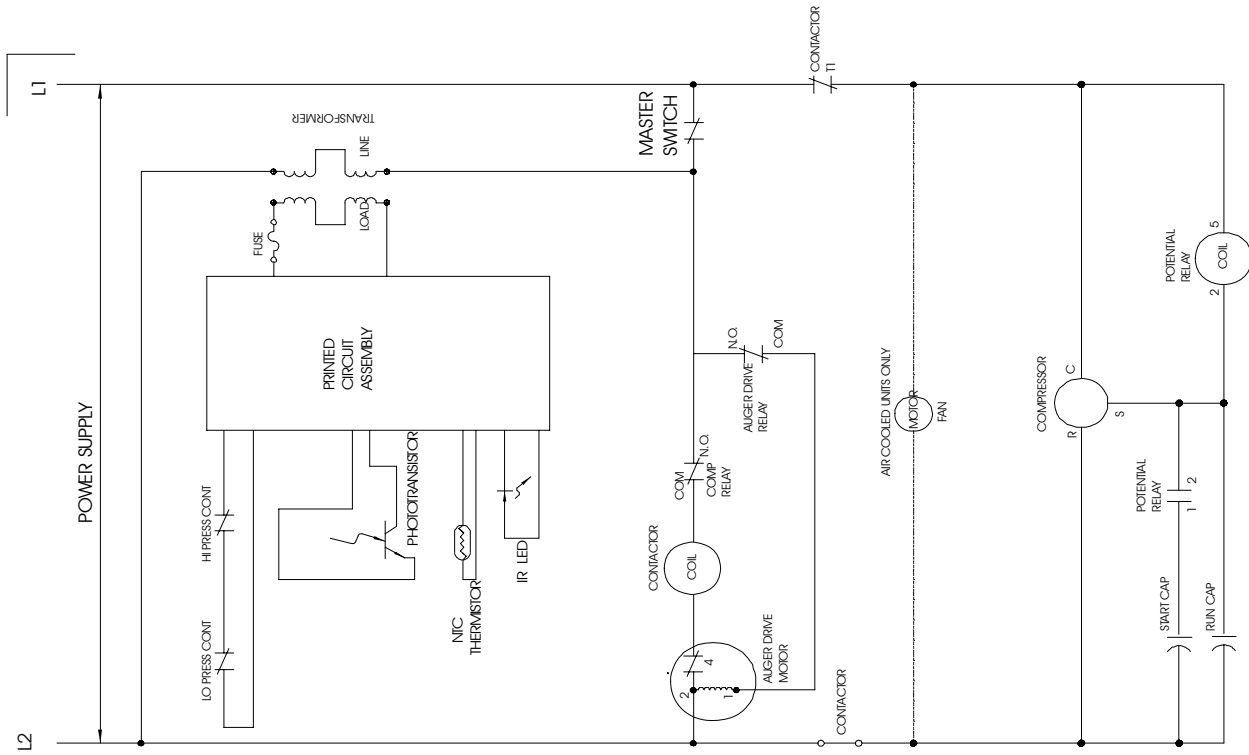 L1
L2
POWER SUPPLY
TRANSFORMER
LINE
LOAD
FUSE
PRINTED
CIRCUIT
ASSEMBLY
HI PRESS CONT
LO PRESS CONT
PHOTOTRANSISTOR
NTC
THERMISTOR
IR LED
MASTER
SWITCH
CONTACTOR
T1
N.O.
COM
AUGER DRIVE
RELAY
COM
N.O.
COMP
RELAY
CONTACTOR
COIL
4
2
1
AUGER DRIVE
MOTOR
CONTACTOR
AIR COOLED UNITS ONLY
MOTOR
FAN
COMPRESSOR
C
R
S
POTENTIAL
RELAY
5
COIL
2
POTENTIAL
RELAY
2
1
START CAP
RUN CAP